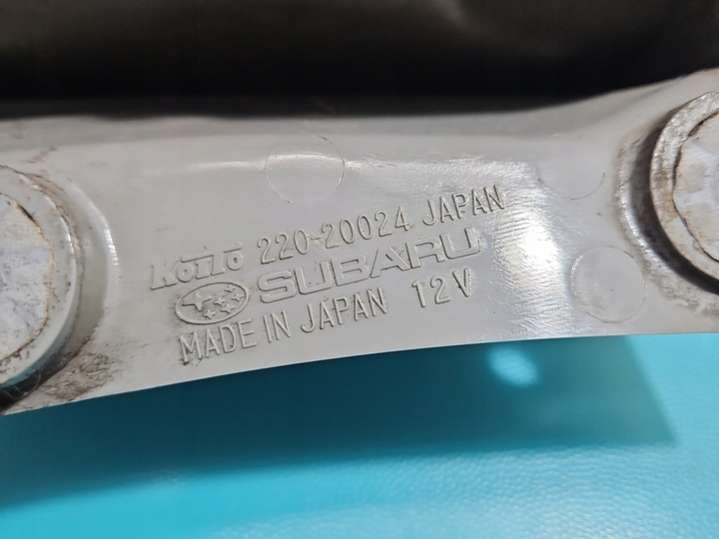 KOITO 220-20024 JAPAN
SUBARU
MADE IN JAPAN 12V